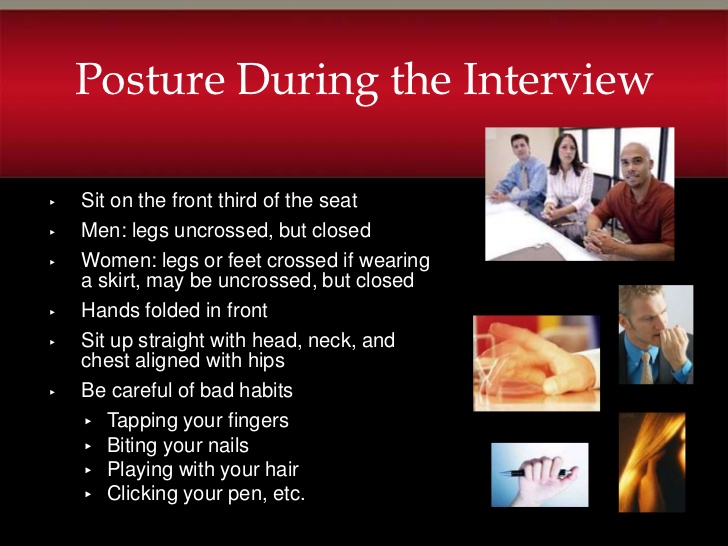 Posture During the Interview
Sit on the front third of the seat
Men: legs uncrossed, but closed
Women: legs or feet crossed if wearing
a skirt, may be uncrossed, but closed
Hands folded in front
Sit up straight with head, neck, and
chest aligned with hips
Be careful of bad habits
Tapping your fingers
Biting your nails
Playing with your hair
Clicking your pen, etc.